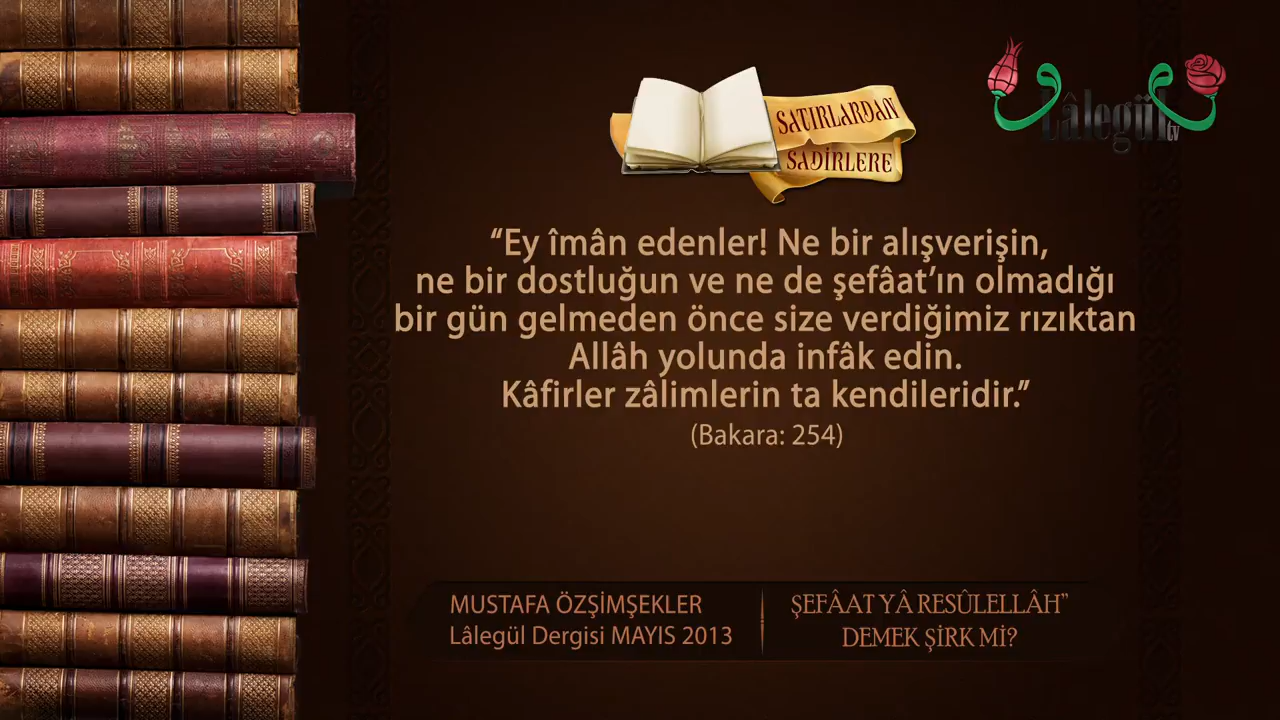 SATIRLARDAN
SADIRLERE
Lâlegül tv
“Ey îmân edenler! Ne bir alışverişin,
ne bir dostluğun ve ne de şefâat’ın olmadığı
bir gün gelmeden önce size verdiğimiz rızıktan
Allâh yolunda infâk edin.
Kâfirler zâlimlerin ta kendileridir.”
(Bakara: 254)
MUSTAFA ÖZŞİMŞEKLER
Lâlegül Dergisi MAYIS 2013
ŞEFÂAT YÂ RESÛLELLÂH”
DEMEK ŞİRK Mİ?